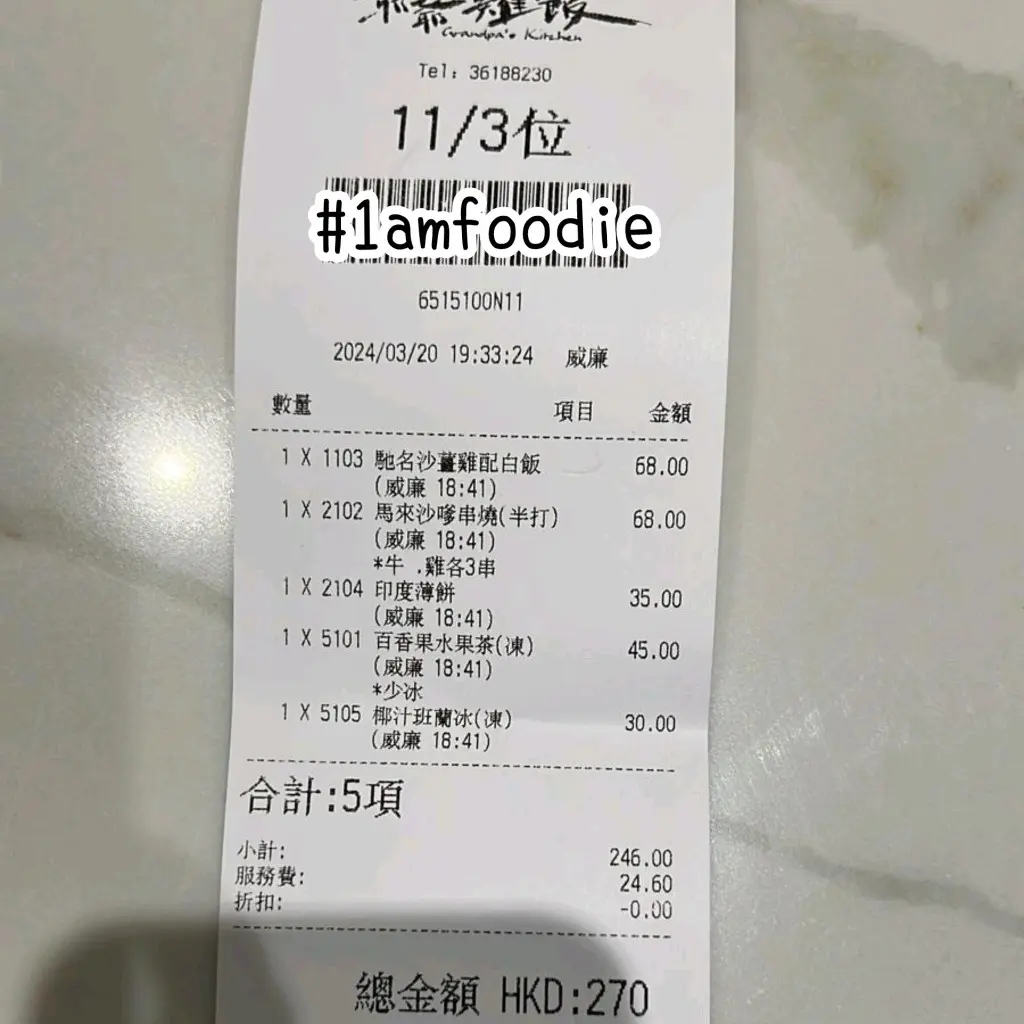 雞飯
Grandpa's Kitchen
Tel: 36188230
11/3位
#1amfoodie
6515100N11
2024/03/20 19:33:24 威廉
數量 項目 金額
1 X 1103 馳名沙薑雞配白飯 68.00
(威廉 18:41)
1 X 2102 馬來沙嗲串燒(半打) 68.00
(威廉 18:41)
*牛 .雞各3串
1 X 2104 印度薄餅 35.00
(威廉 18:41)
1 X 5101 百香果水果茶(凍) 45.00
(威廉 18:41)
*少冰
1 X 5105 椰汁班蘭冰(凍) 30.00
(威廉 18:41)
合計:5項
小計: 246.00
服務費: 24.60
折扣: -0.00
總金額 HKD:270